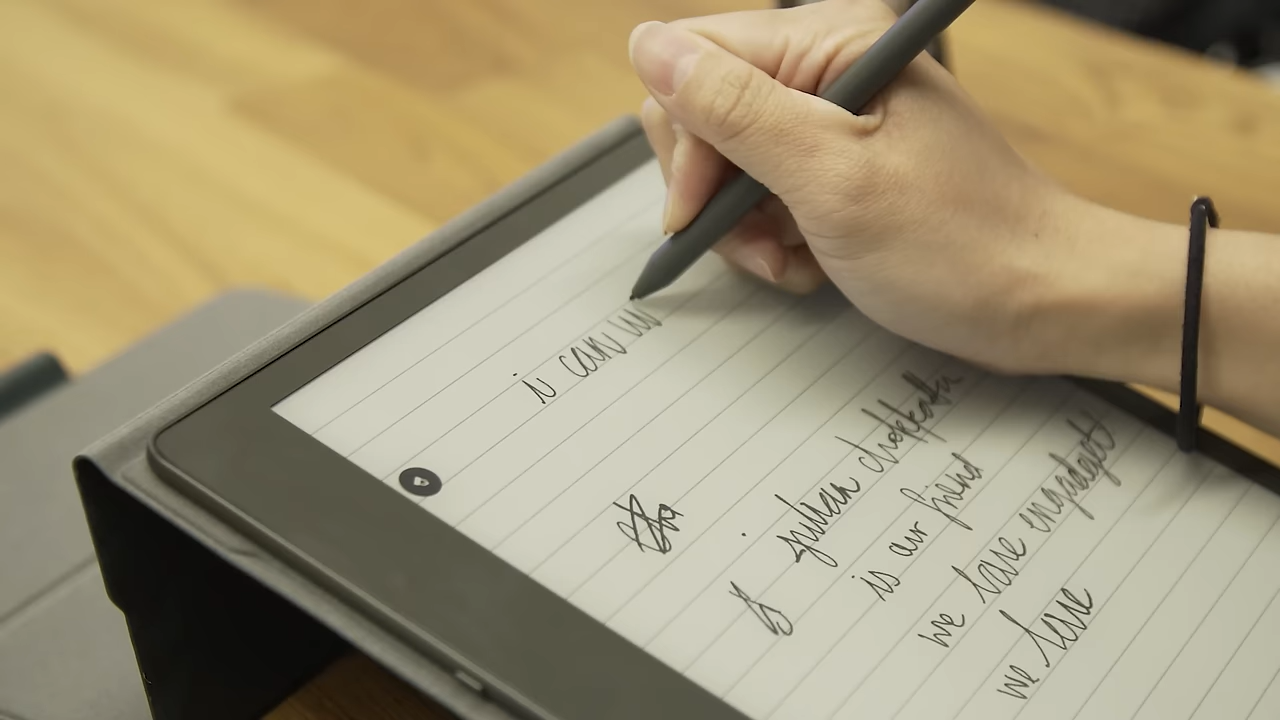 i can
julian chokkattu
is our friend
we love engadget
we love